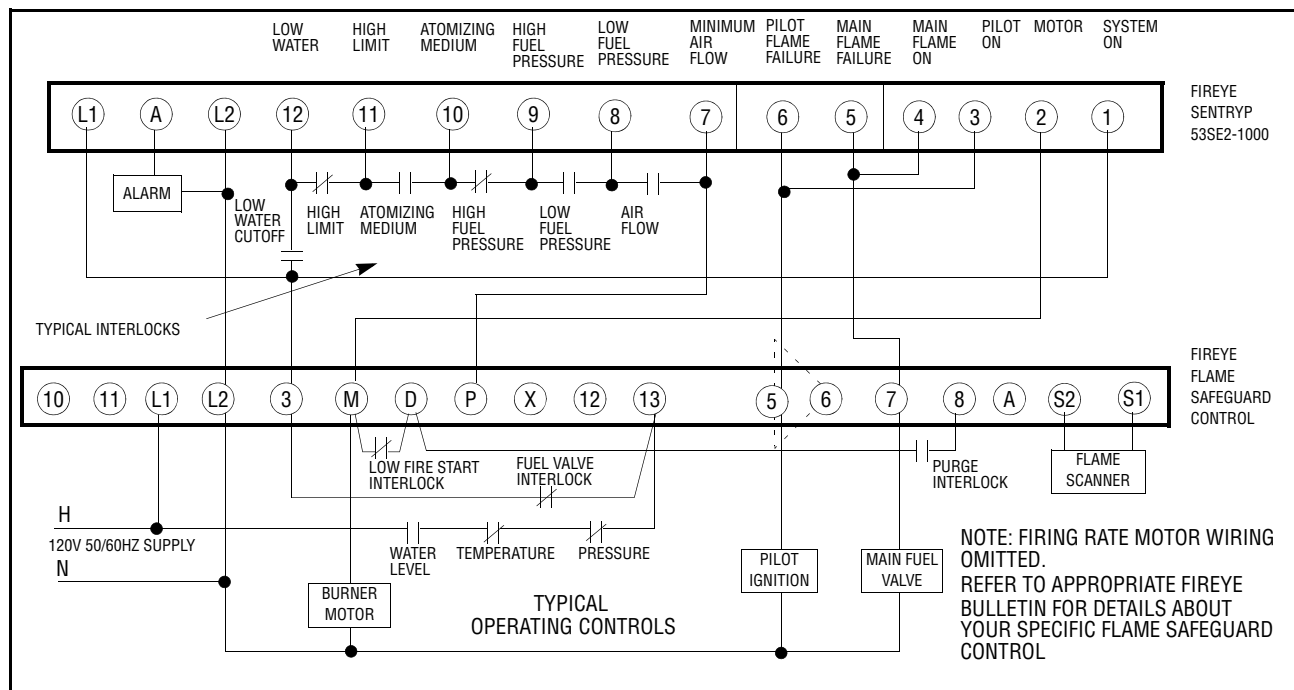 LOW WATER
HIGH LIMIT
ATOMIZING MEDIUM
HIGH FUEL PRESSURE
LOW FUEL PRESSURE
MINIMUM AIR FLOW
PILOT FLAME FAILURE
MAIN FLAME FAILURE
MAIN FLAME ON
PILOT ON
MOTOR
SYSTEM ON
L1 A L2 12 11 10 9 8 7 6 5 4 3 2 1
FIREYE
SENTRYP
53SE2-1000
ALARM
LOW WATER CUTOFF
HIGH LIMIT
ATOMIZING MEDIUM
HIGH FUEL PRESSURE
LOW FUEL PRESSURE
AIR FLOW
TYPICAL INTERLOCKS
10 11 L1 L2 3 M D P X 12 13 5 6 7 8 A S2 S1
FIREYE
FLAME
SAFEGUARD
CONTROL
LOW FIRE START
INTERLOCK
FUEL VALVE
INTERLOCK
PURGE
INTERLOCK
FLAME
SCANNER
H
120V 50/60HZ SUPPLY
N
WATER
LEVEL
TEMPERATURE
PRESSURE
BURNER
MOTOR
TYPICAL
OPERATING CONTROLS
PILOT
IGNITION
MAIN FUEL
VALVE
NOTE: FIRING RATE MOTOR WIRING
OMITTED.
REFER TO APPROPRIATE FIREYE
BULLETIN FOR DETAILS ABOUT
YOUR SPECIFIC FLAME SAFEGUARD
CONTROL